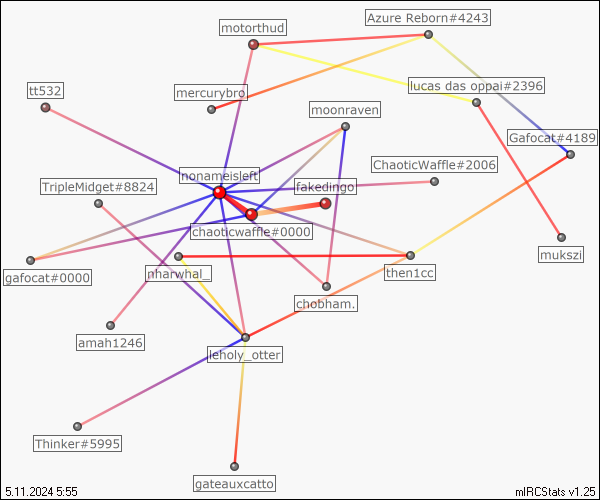 Azure Reborn#4243
motorthud
lucas das oppai#2396
tt532
mercurybro
moonraven
Gafocat#4189
ChaoticWaffle#2006
nonameisleft
TripleMidget#8824
fakedingo
chaoticwaffle#0000
mukszi
gafocat#0000
nharwhal_
then1cc
chobham.
amah1246
leholy_otter
Thinker#5995
gateauxcatto
5.11.2024 5:55
mIRCStats v1.25